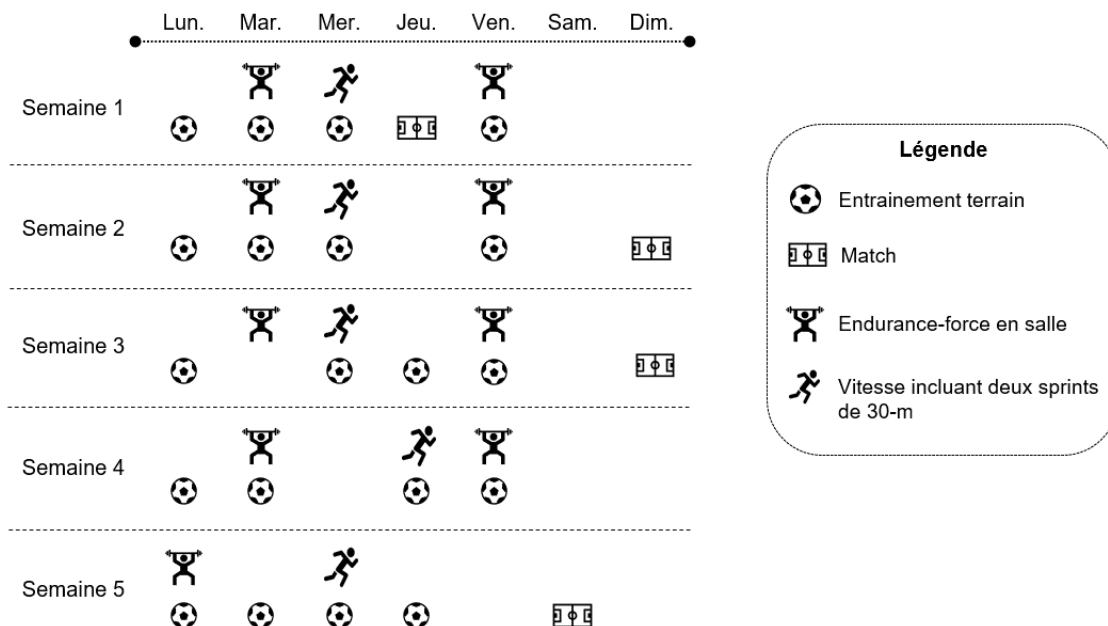 Lun. Mar. Mer. Jeu. Ven. Sam. Dim.
Semaine 1
Semaine 2
Semaine 3
Semaine 4
Semaine 5
Légende
Entrainement terrain
Match
Endurance-force en salle
Vitesse incluant deux sprints
de 30-m